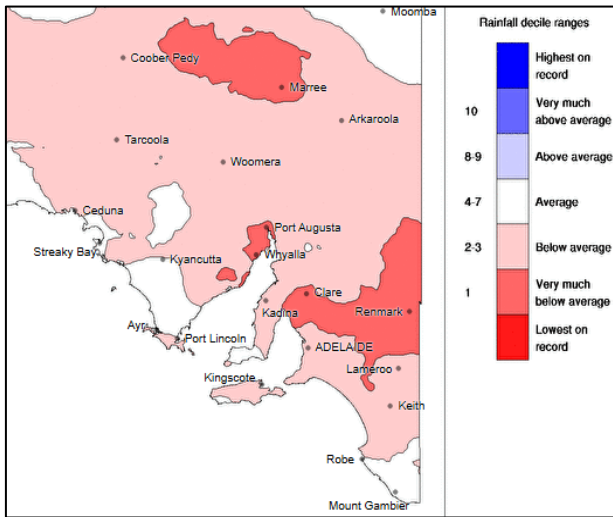 Moomba
Coober Pedy
Marree
Arkaroola
Tarcoola
Woomera
Ceduna
Port Augusta
Streaky Bay
Kyancutta
Whyalla
Clare
Kadina
Renmark
Ayr
Port Lincoln
ADELAIDE
Lameroo
Kingscote
Keith
Robe
Mount Gambier
Rainfall decile ranges
Highest on
record
10
Very much
above average
8-9
Above average
4-7
Average
2-3
Below average
1
Very much
below average
Lowest on
record